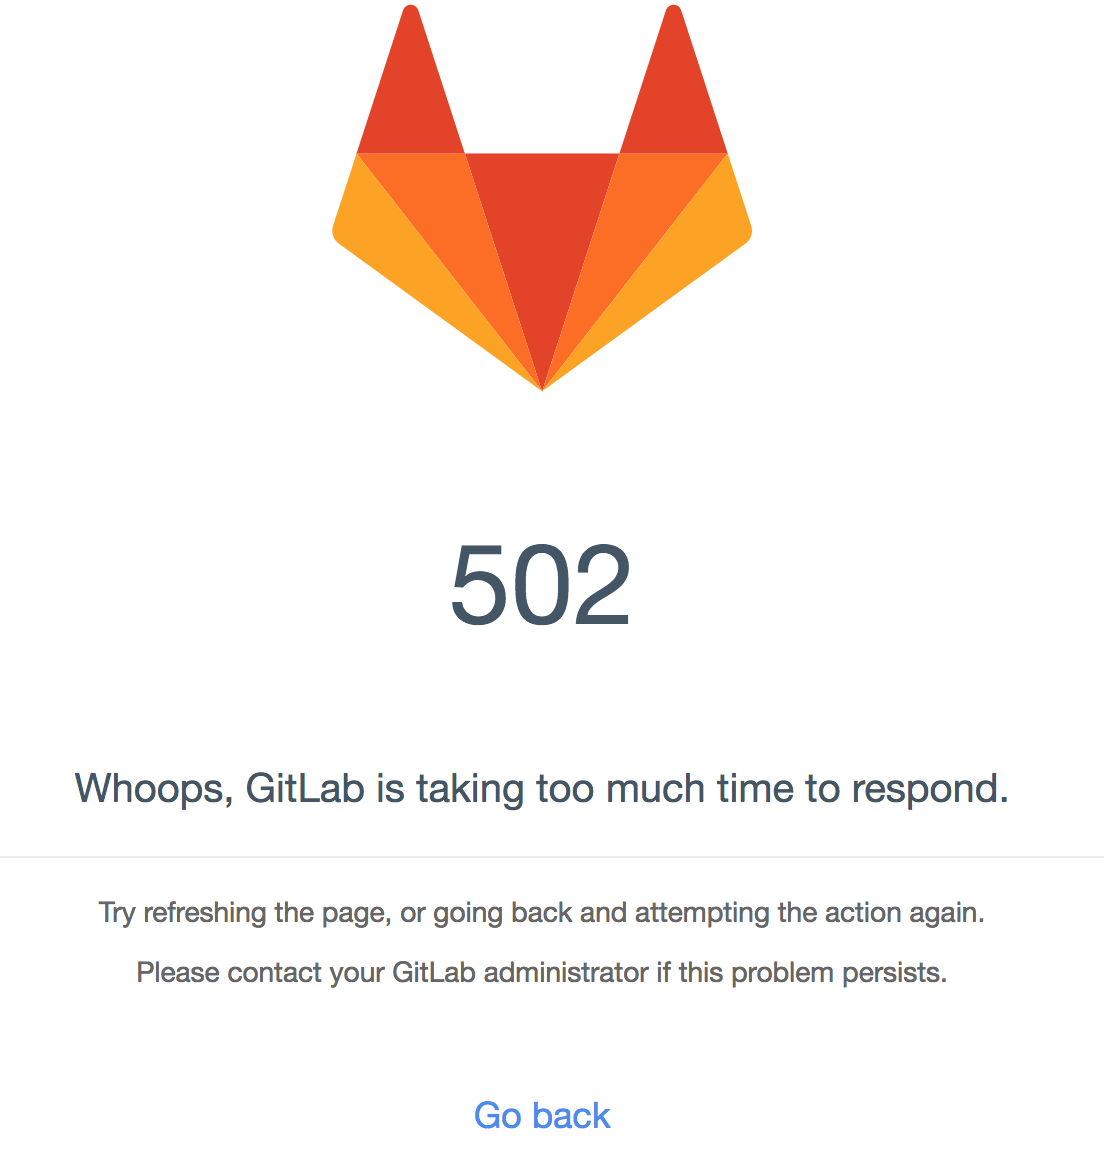 502
Whoops, GitLab is taking too much time to respond.
Try refreshing the page, or going back and attempting the action again.
Please contact your GitLab administrator if this problem persists.
Go back